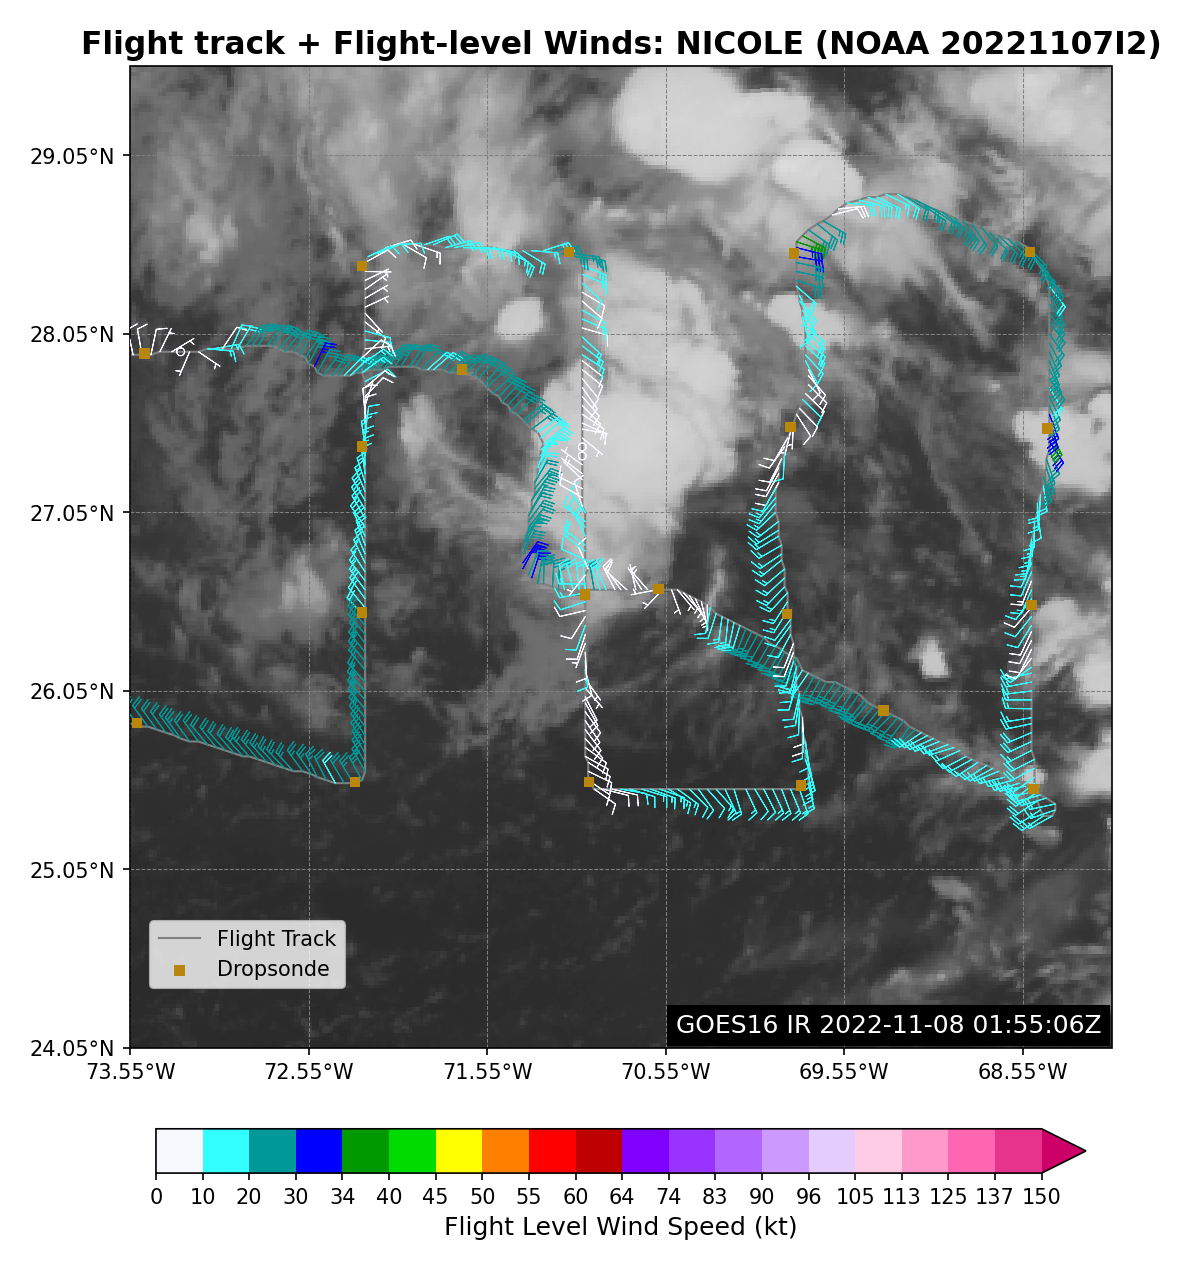 Flight track + Flight-level Winds: NICOLE (NOAA 20221107I2)
29.05°N
28.05°N
27.05°N
26.05°N
25.05°N
24.05°N
Flight Track
Dropsonde
GOES16 IR 2022-11-08 01:55:06Z
73.55°W 72.55°W 71.55°W 70.55°W 69.55°W 68.55°W
0 10 20 30 34 40 45 50 55 60 64 74 83 90 96 105 113 125 137 150
Flight Level Wind Speed (kt)